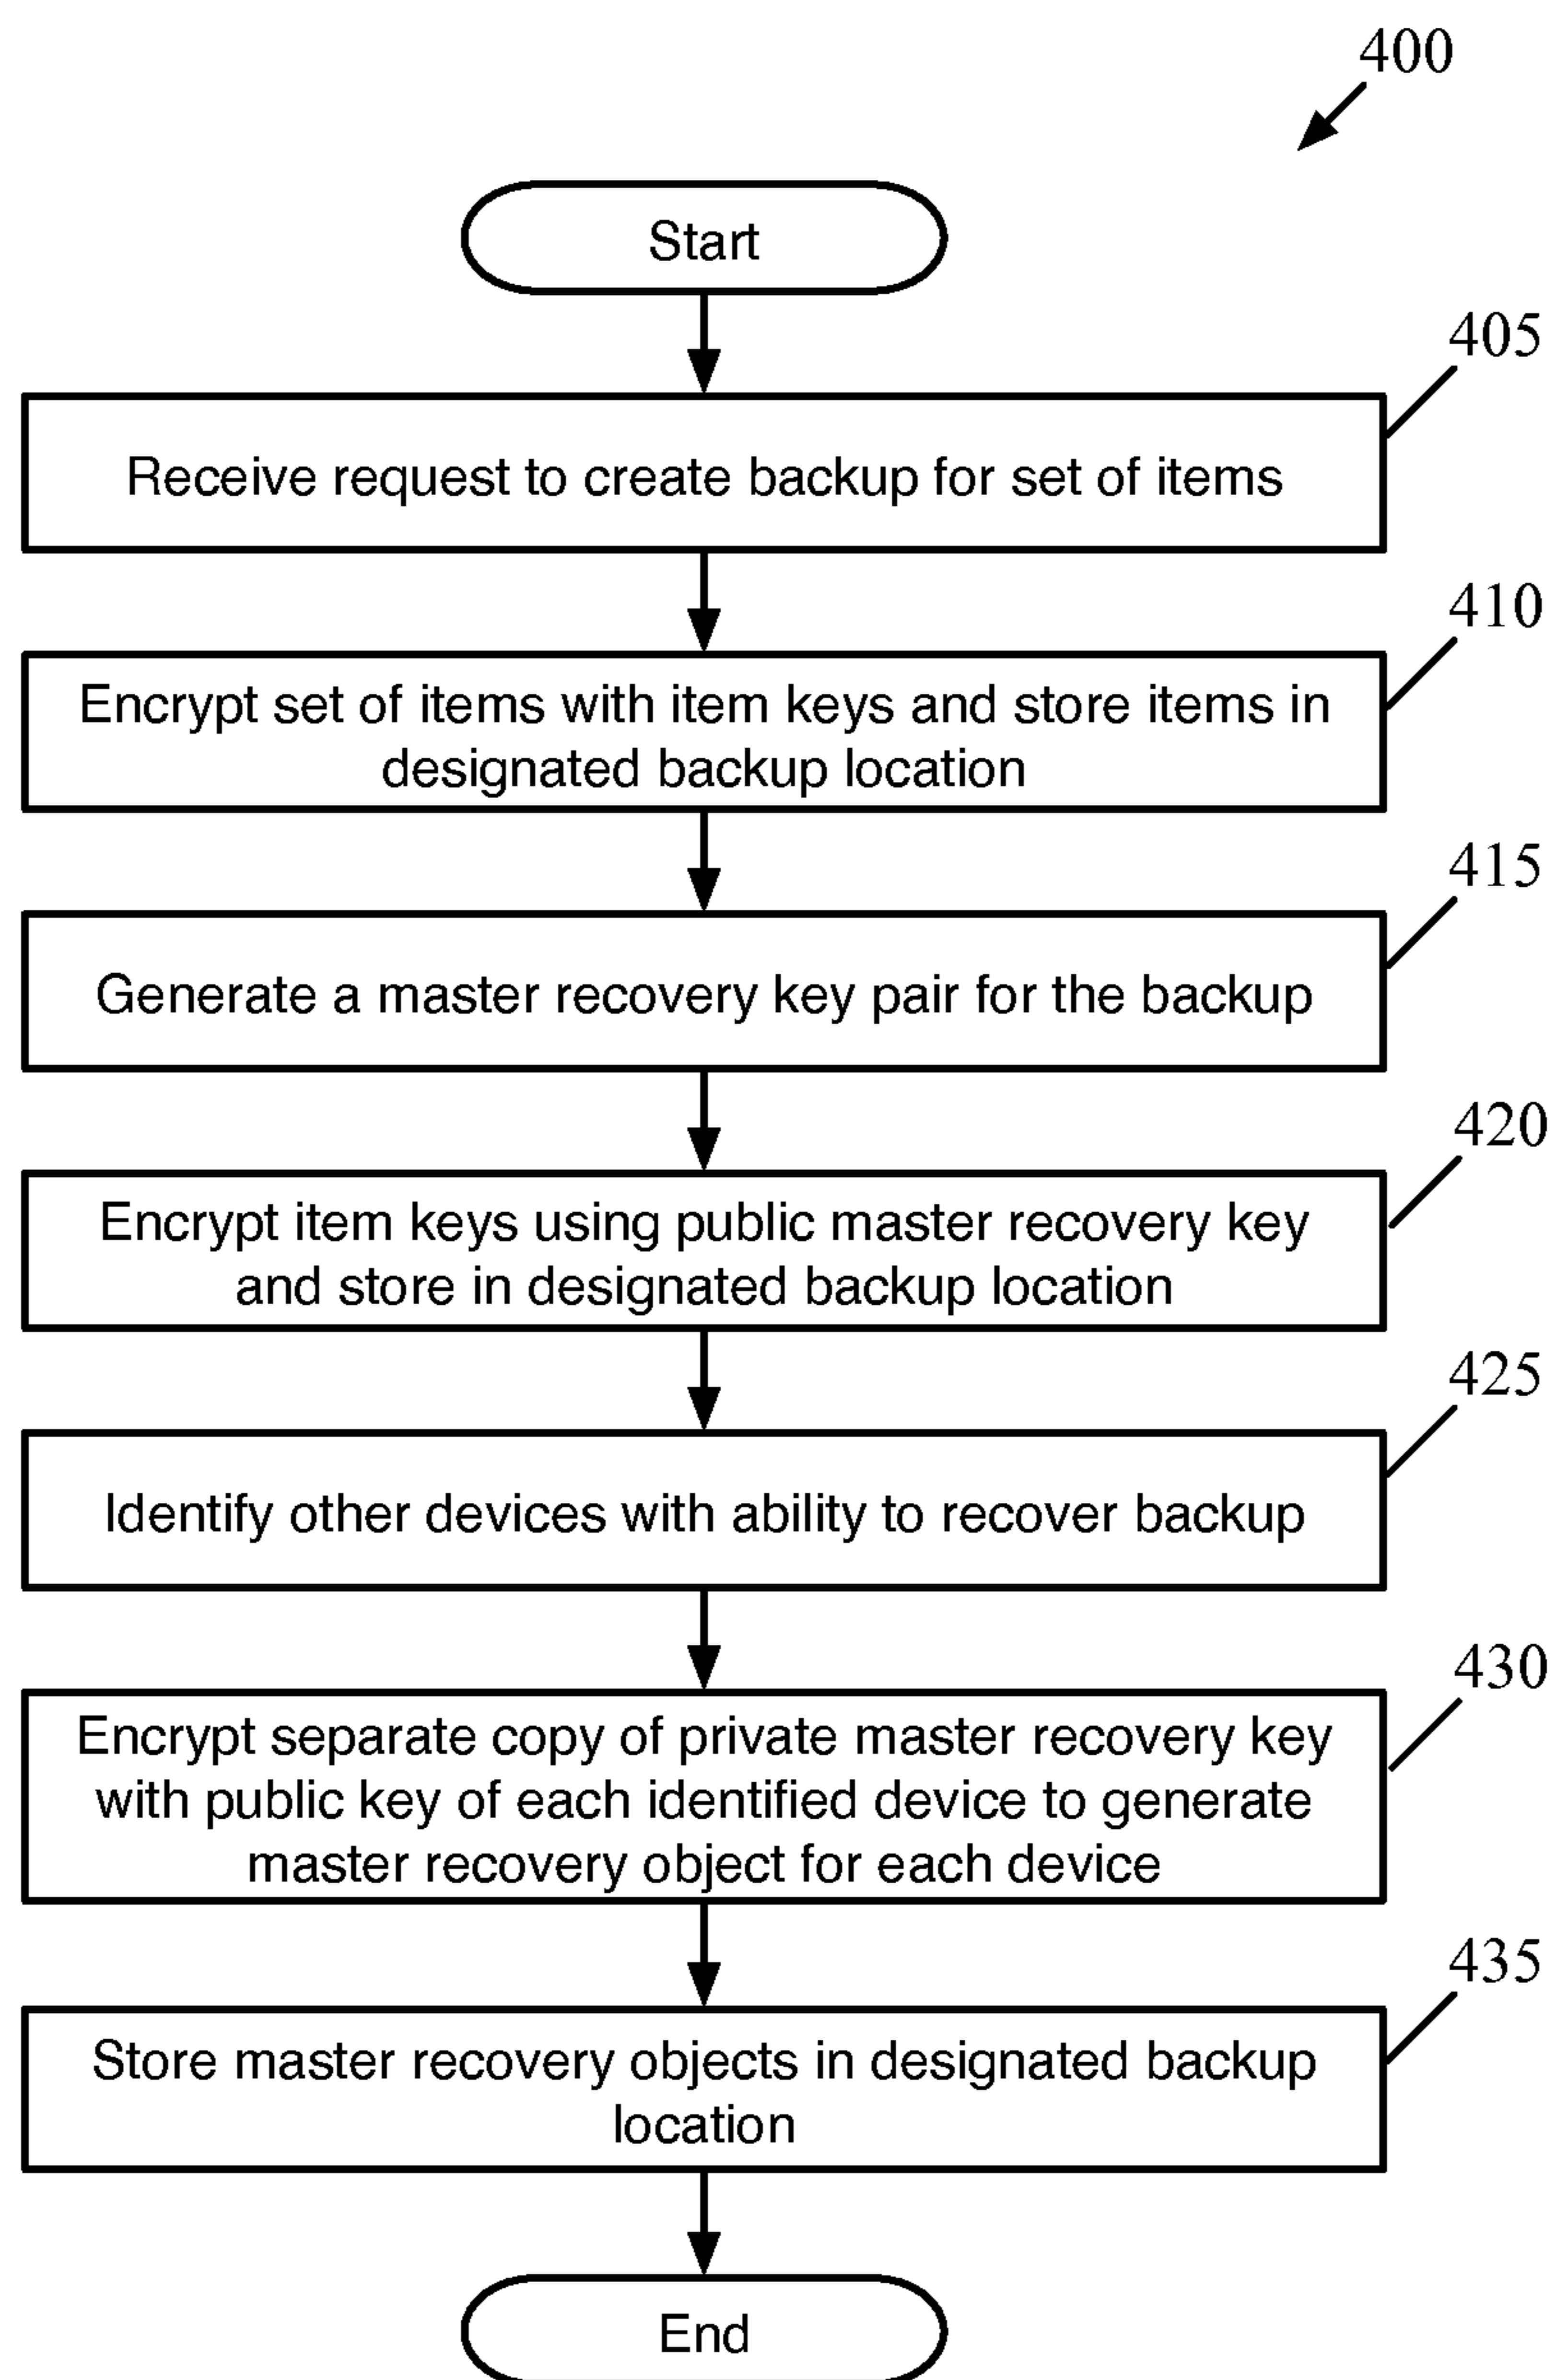 400
Start
405
Receive request to create backup for set of items
410
Encrypt set of items with item keys and store items in
designated backup location
415
Generate a master recovery key pair for the backup
420
Encrypt item keys using public master recovery key
and store in designated backup location
425
Identify other devices with ability to recover backup
430
Encrypt separate copy of private master recovery key
with public key of each identified device to generate
master recovery object for each device
435
Store master recovery objects in designated backup
location
End